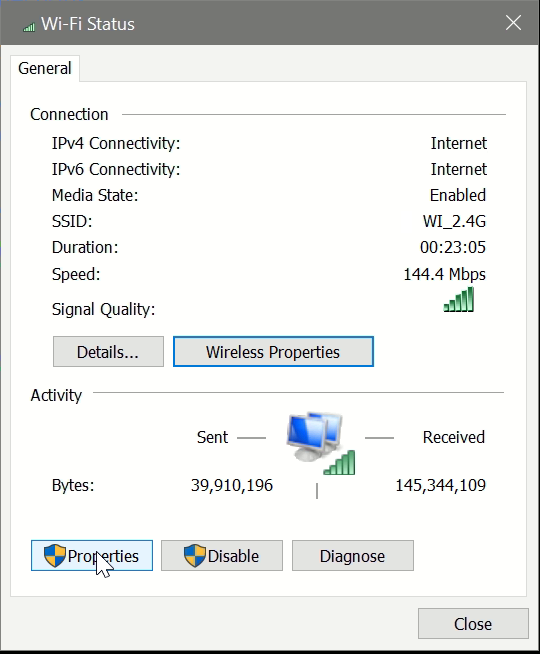 Wi-Fi Status
General
Connection
IPv4 Connectivity: Internet
IPv6 Connectivity: Internet
Media State: Enabled
SSID: WI_2.4G
Duration: 00:23:05
Speed: 144.4 Mbps
Signal Quality:
Details... Wireless Properties
Activity
Sent Received
Bytes: 39,910,196 145,344,109
Properties Disable Diagnose
Close